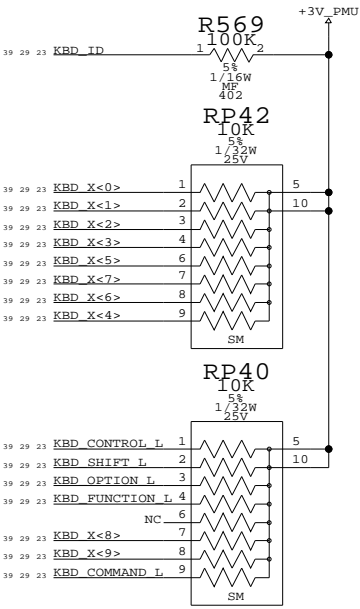 +3V_PMU
R569
100K
39 29 23 KBD_ID 1 2
5%
1/16W
MF
402
RP42
10K
5%
1/32W
25V
39 29 23 KBD_X<0> 1 5
39 29 23 KBD_X<1> 2 10
39 29 23 KBD_X<2> 3
39 29 23 KBD_X<3> 4
39 29 23 KBD_X<5> 6
39 29 23 KBD_X<7> 7
39 29 23 KBD_X<6> 8
39 29 23 KBD_X<4> 9
SM
RP40
10K
5%
1/32W
25V
39 29 23 KBD_CONTROL_L 1 5
39 29 23 KBD_SHIFT_L 2 10
39 29 23 KBD_OPTION_L 3
39 29 23 KBD_FUNCTION_L 4
NC 6
39 29 23 KBD_X<8> 7
39 29 23 KBD_X<9> 8
39 29 23 KBD_COMMAND_L 9
SM